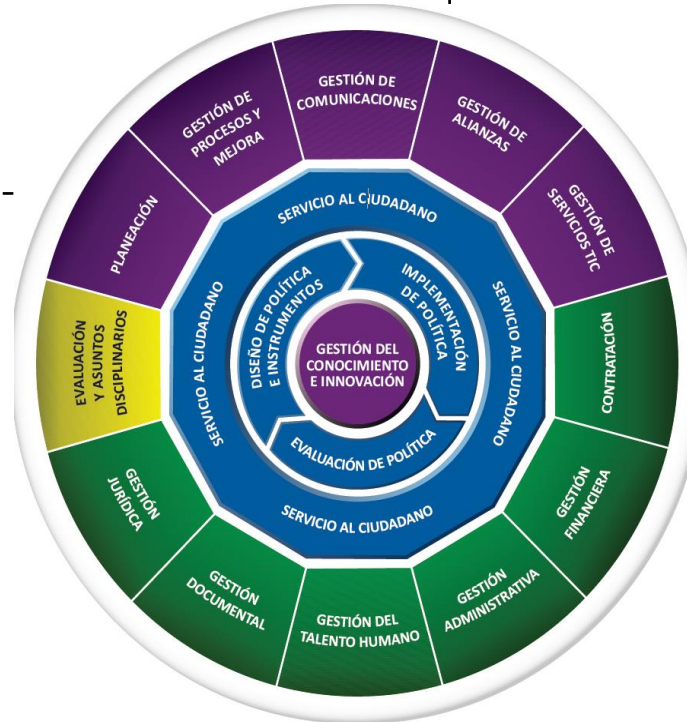 GESTIÓN DE
COMUNICACIONES
GESTIÓN DE
ALIANZAS
GESTIÓN DE
SERVICIOS TIC
CONTRATACIÓN
GESTIÓN
FINANCIERA
GESTIÓN
ADMINISTRATIVA
GESTIÓN DEL
TALENTO HUMANO
GESTIÓN
DOCUMENTAL
GESTIÓN
JURÍDICA
EVALUACIÓN
Y ASUNTOS
DISCIPLINARIOS
PLANEACIÓN
GESTIÓN DE
PROCESOS Y
MEJORA
SERVICIO AL CIUDADANO
SERVICIO AL CIUDADANO
SERVICIO AL CIUDADANO
SERVICIO AL CIUDADANO
DISEÑO DE POLÍTICA
E INSTRUMENTOS
IMPLEMENTACIÓN
DE POLÍTICA
EVALUACIÓN DE POLÍTICA
GESTIÓN DEL
CONOCIMIENTO
E INNOVACIÓN